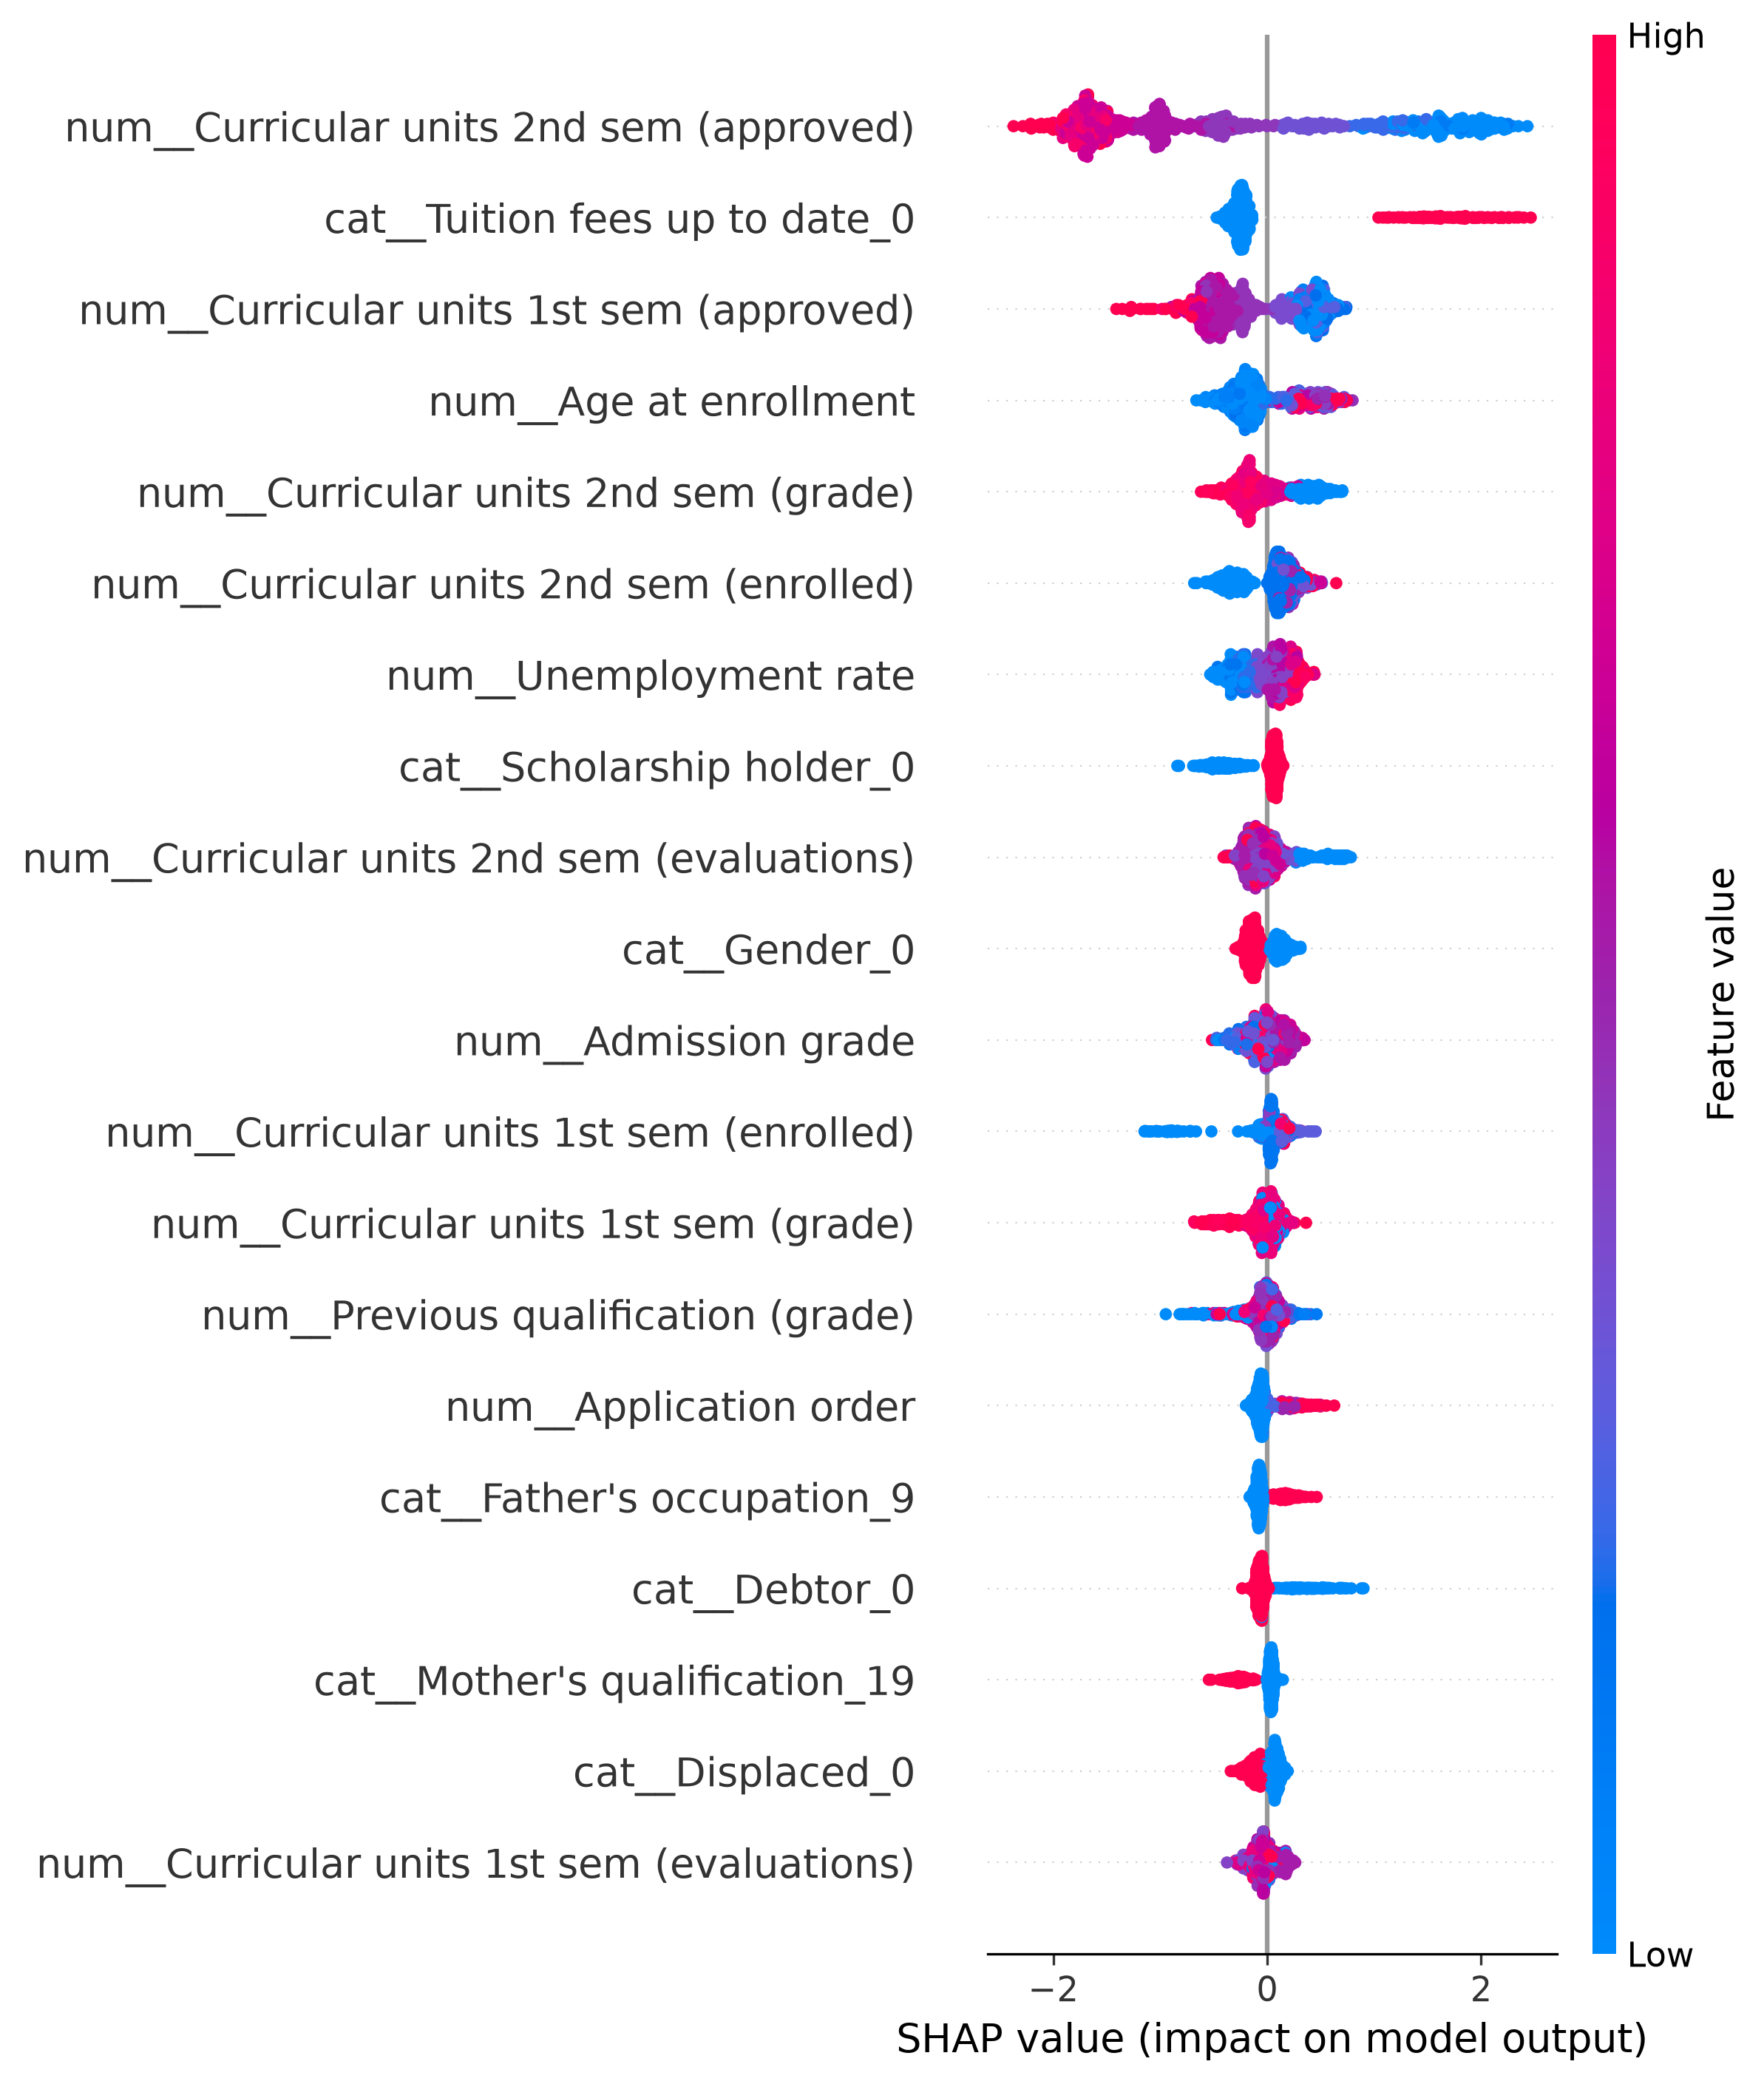 High
num__Curricular units 2nd sem (approved)
cat__Tuition fees up to date_0
num__Curricular units 1st sem (approved)
num__Age at enrollment
num__Curricular units 2nd sem (grade)
num__Curricular units 2nd sem (enrolled)
num__Unemployment rate
cat__Scholarship holder_0
num__Curricular units 2nd sem (evaluations)
cat__Gender_0
num__Admission grade
num__Curricular units 1st sem (enrolled)
num__Curricular units 1st sem (grade)
num__Previous qualification (grade)
num__Application order
cat__Father's occupation_9
cat__Debtor_0
cat__Mother's qualification_19
cat__Displaced_0
num__Curricular units 1st sem (evaluations)
Feature value
Low
−2 0 2
SHAP value (impact on model output)